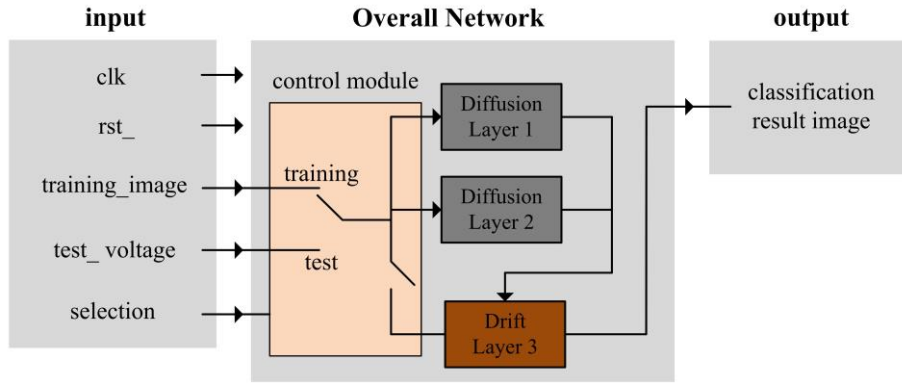 input
Overall Network
output
clk
rst_
training_image
test_ voltage
selection
control module
training
test
Diffusion
Layer 1
Diffusion
Layer 2
Drift
Layer 3
classification
result image